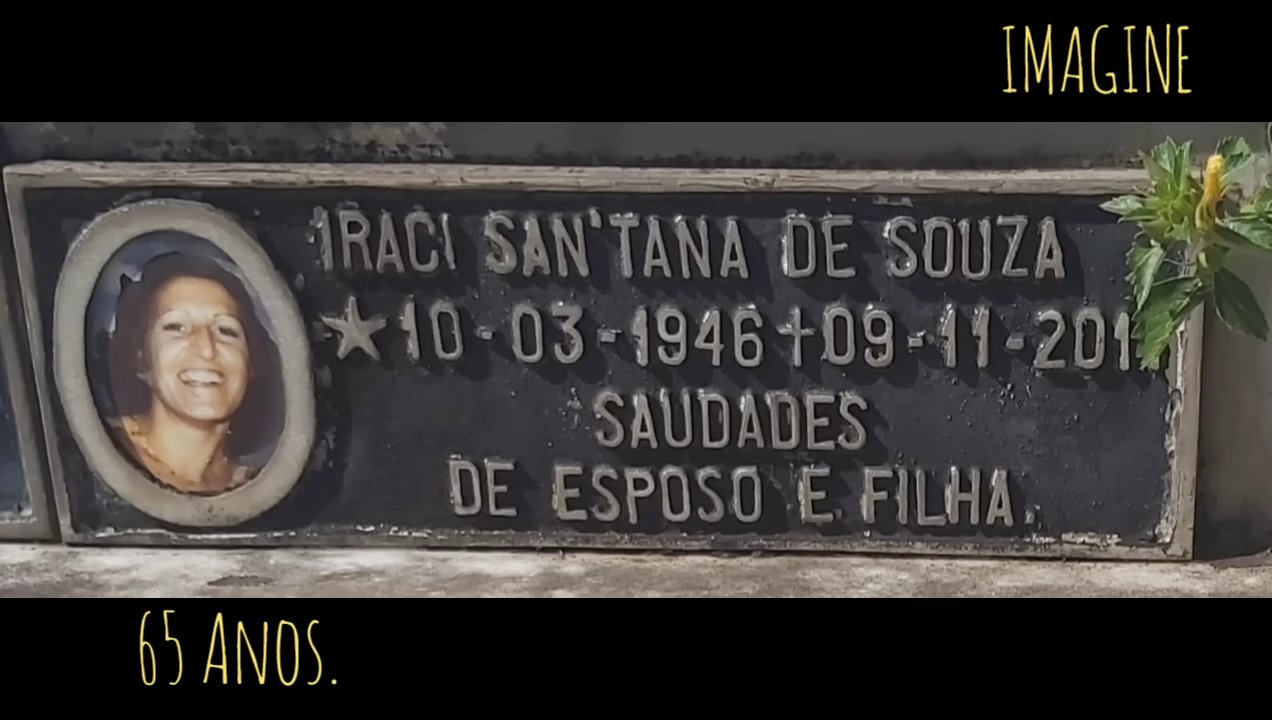 IMAGINE
IRACI SAN'TANA DE SOUZA
★10-03-1946✝09-11-201
SAUDADES
DE ESPOSO E FILHA.
65 ANOS.